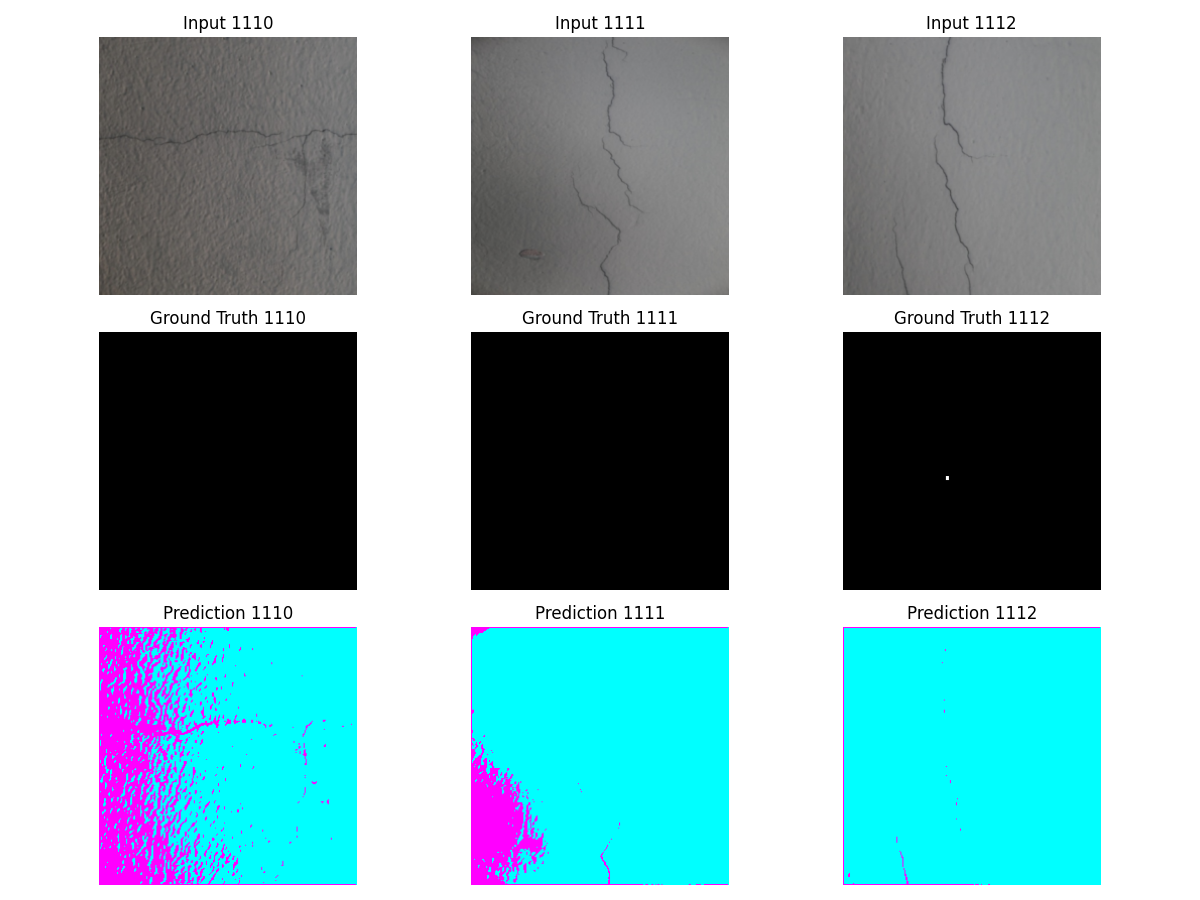 Input 1110
Input 1111
Input 1112
Ground Truth 1110
Ground Truth 1111
Ground Truth 1112
Prediction 1110
Prediction 1111
Prediction 1112